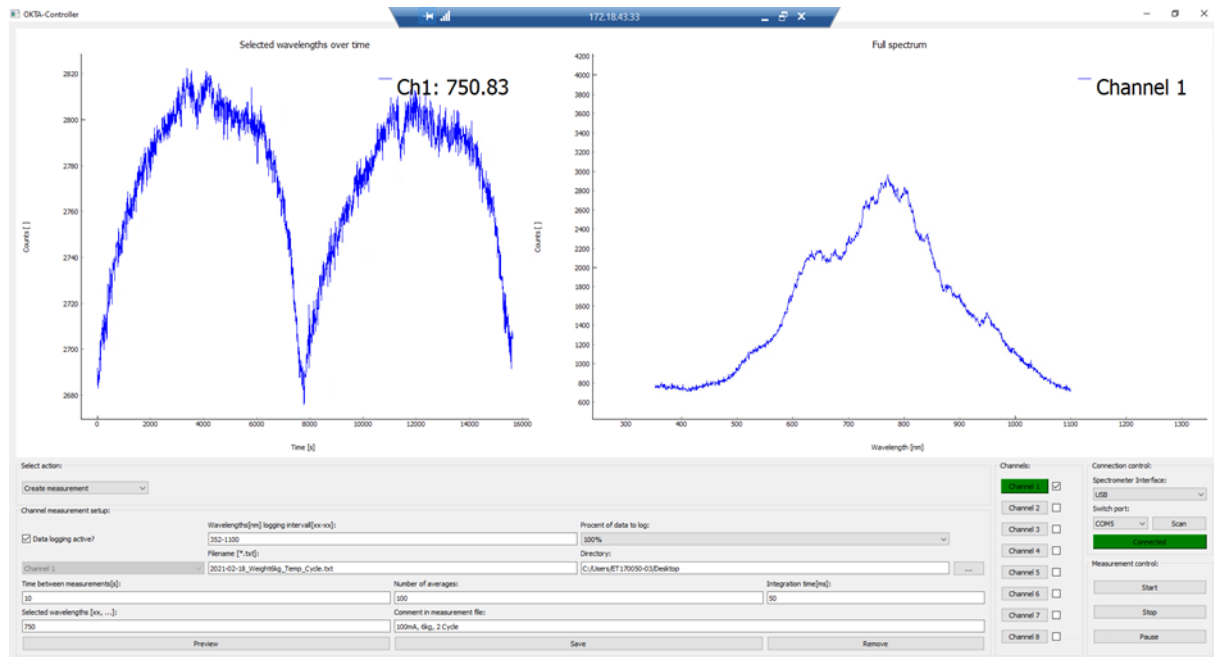 OKTA-Controller
172.18.43.33
Selected wavelengths over time
Ch1: 750.83
2820
2800
2780
2760
2740
2720
2700
2680
Counts [ ]
0 2000 4000 6000 8000 10000 12000 14000 16000
Time [s]
Full spectrum
Channel 1
4200
4000
3800
3600
3400
3200
3000
2800
2600
2400
2200
2000
1800
1600
1400
1200
1000
800
600
Counts [ ]
300 400 500 600 700 800 900 1000 1100 1200 1300
Wavelength [nm]
Select action:
Create measurement
Channel measurement setup:
Data logging active?
Wavelengths[nm] logging intervall[xx-xx]:
352-1100
Procent of data to log:
100%
Filename [*.txt]:
Directory:
Channel 1
2021-02-18_Weight6kg_Temp_Cycle.txt
C:/Users/ET170050-03/Desktop
...
Time between measurements[s]:
Number of averages:
Integration time[ms]:
10
100
50
Selected wavelengths [xx, ...]:
Comment in measurement file:
750
100mA, 6kg, 2 Cycle
Preview
Save
Remove
Channels:
Channel 1
Channel 2
Channel 3
Channel 4
Channel 5
Channel 6
Channel 7
Channel 8
Connection control:
Spectrometer Interface:
USB
Switch port:
COM5
Scan
Connected
Measurement control:
Start
Stop
Pause